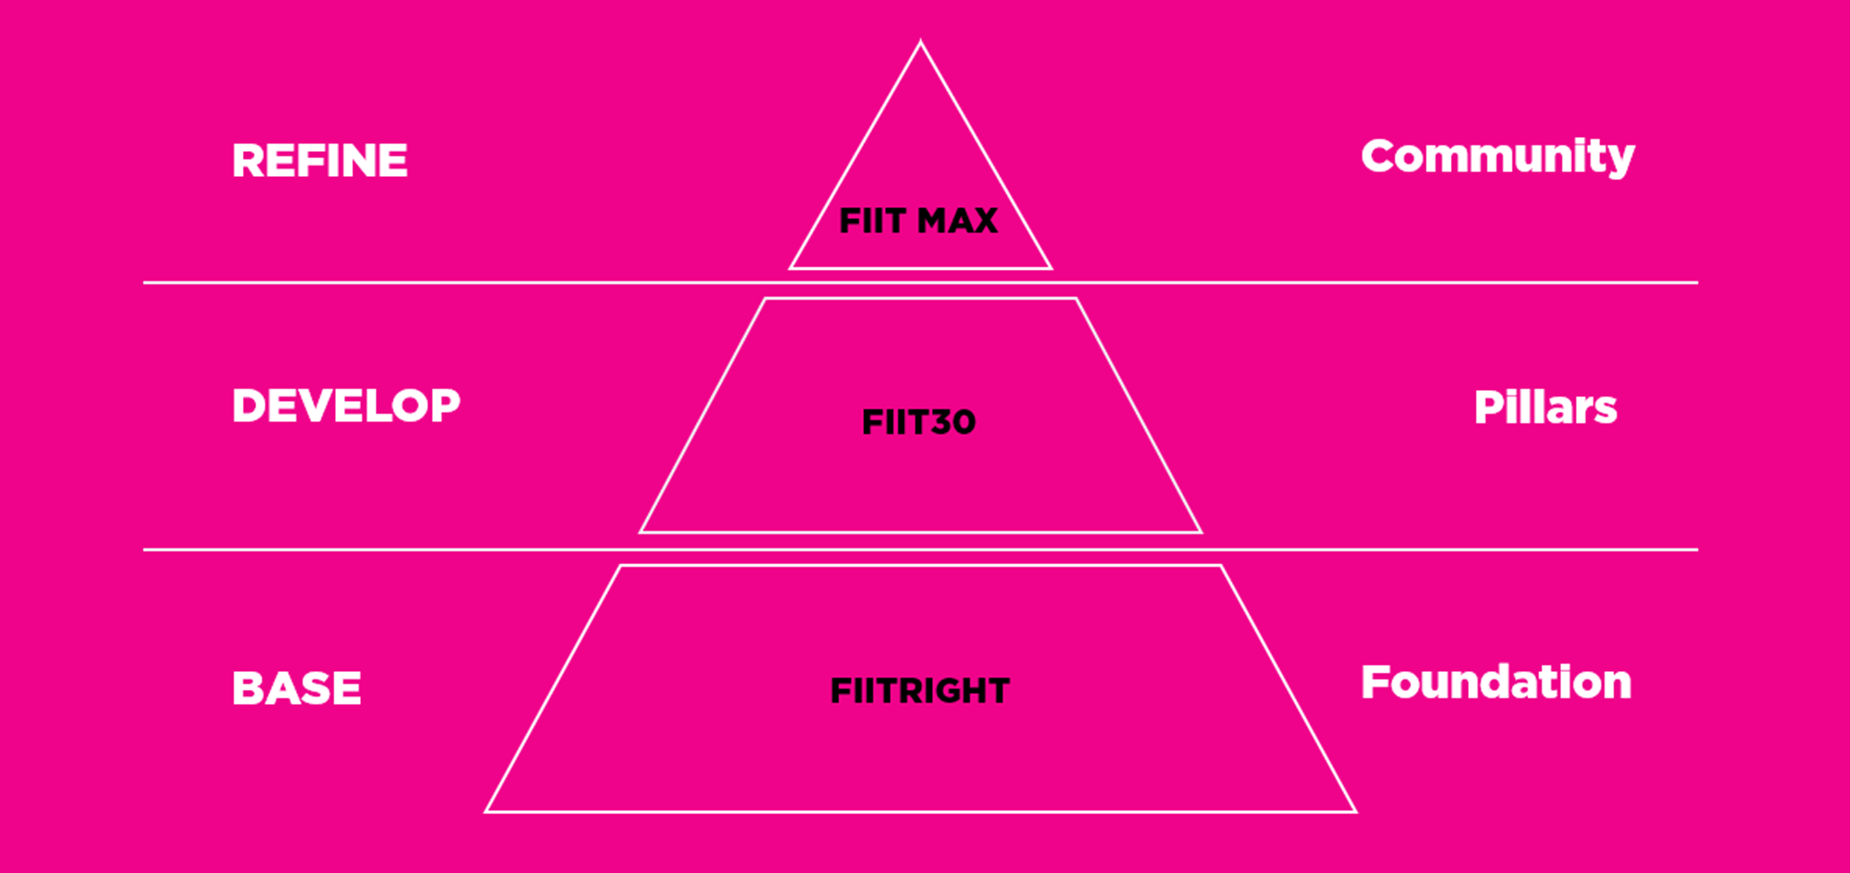 REFINE
FIIT MAX
Community
DEVELOP
FIIT30
Pillars
BASE
FIITRIGHT
Foundation